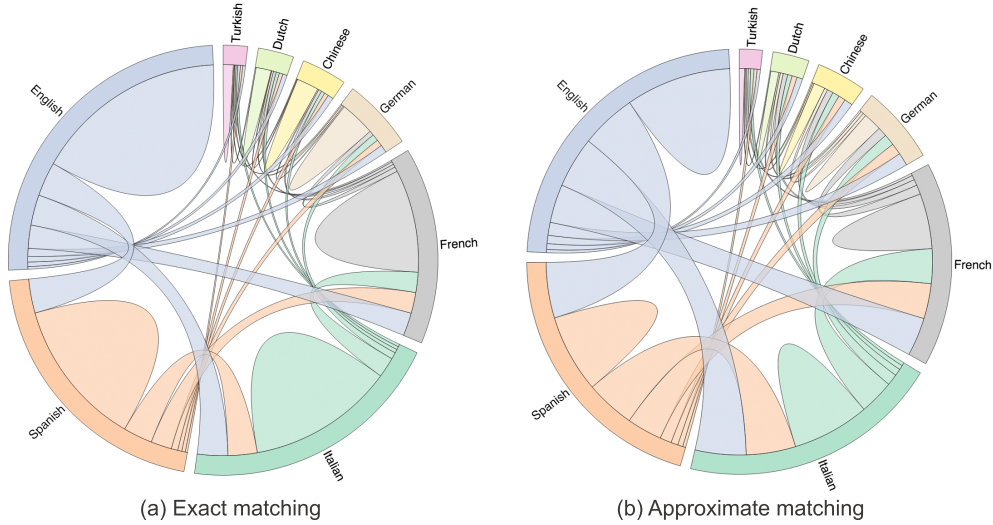 English
Turkish
Dutch
Chinese
German
French
Italian
Spanish
(a) Exact matching
English
Turkish
Dutch
Chinese
German
French
Italian
Spanish
(b) Approximate matching